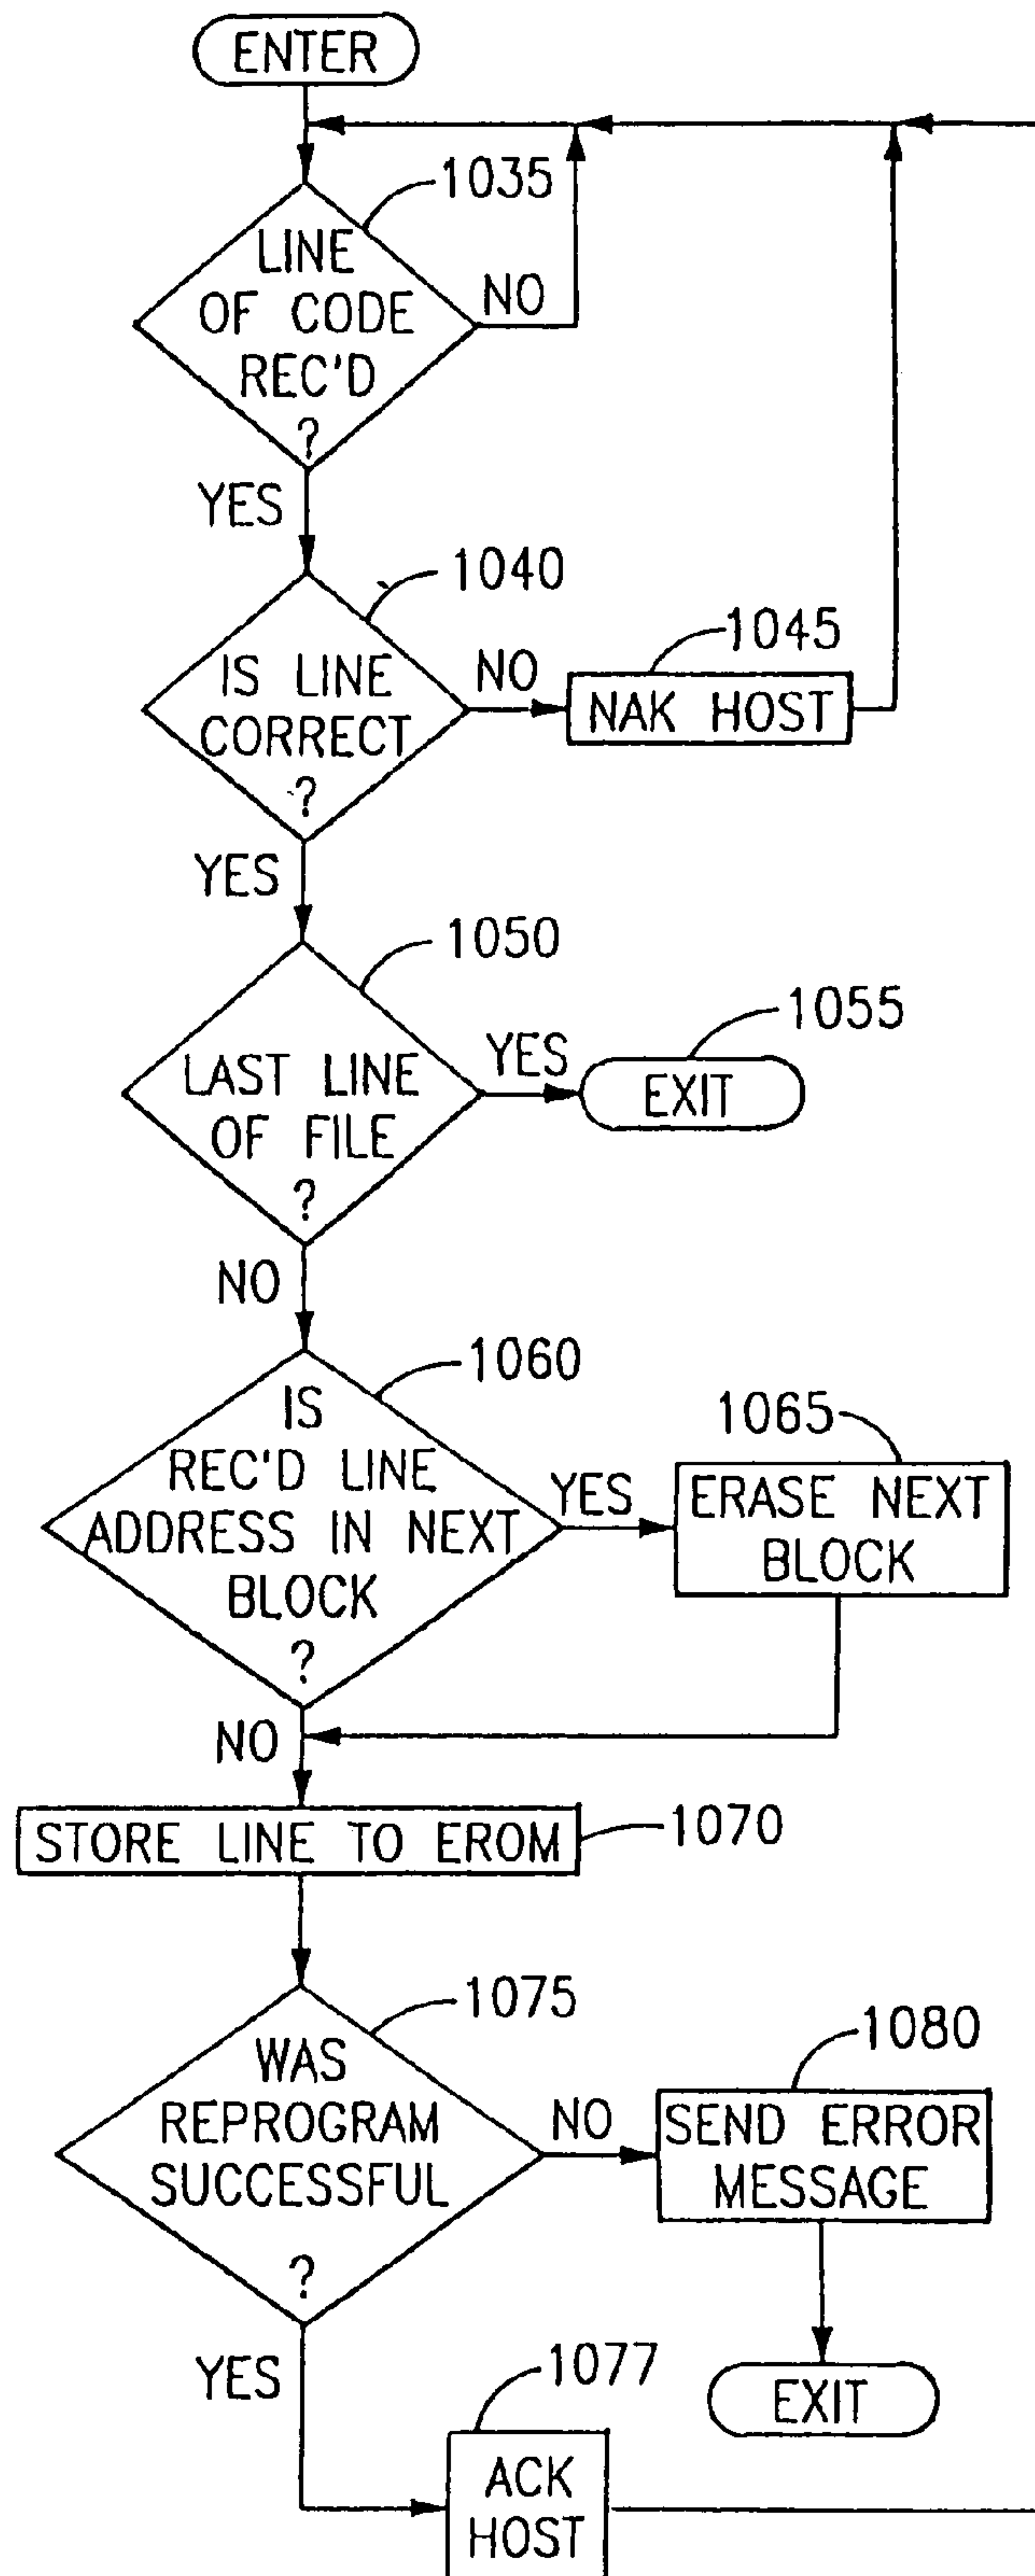 ENTER
1035
LINE
OF CODE
REC'D
?
NO
YES
1040
IS LINE
CORRECT
?
NO
1045
NAK HOST
YES
1050
LAST LINE
OF FILE
?
YES
1055
EXIT
NO
1060
IS
REC'D LINE
ADDRESS IN NEXT
BLOCK
?
YES
1065
ERASE NEXT
BLOCK
NO
STORE LINE TO EROM
1070
1075
WAS
REPROGRAM
SUCCESSFUL
?
NO
1080
SEND ERROR
MESSAGE
EXIT
YES
1077
ACK
HOST